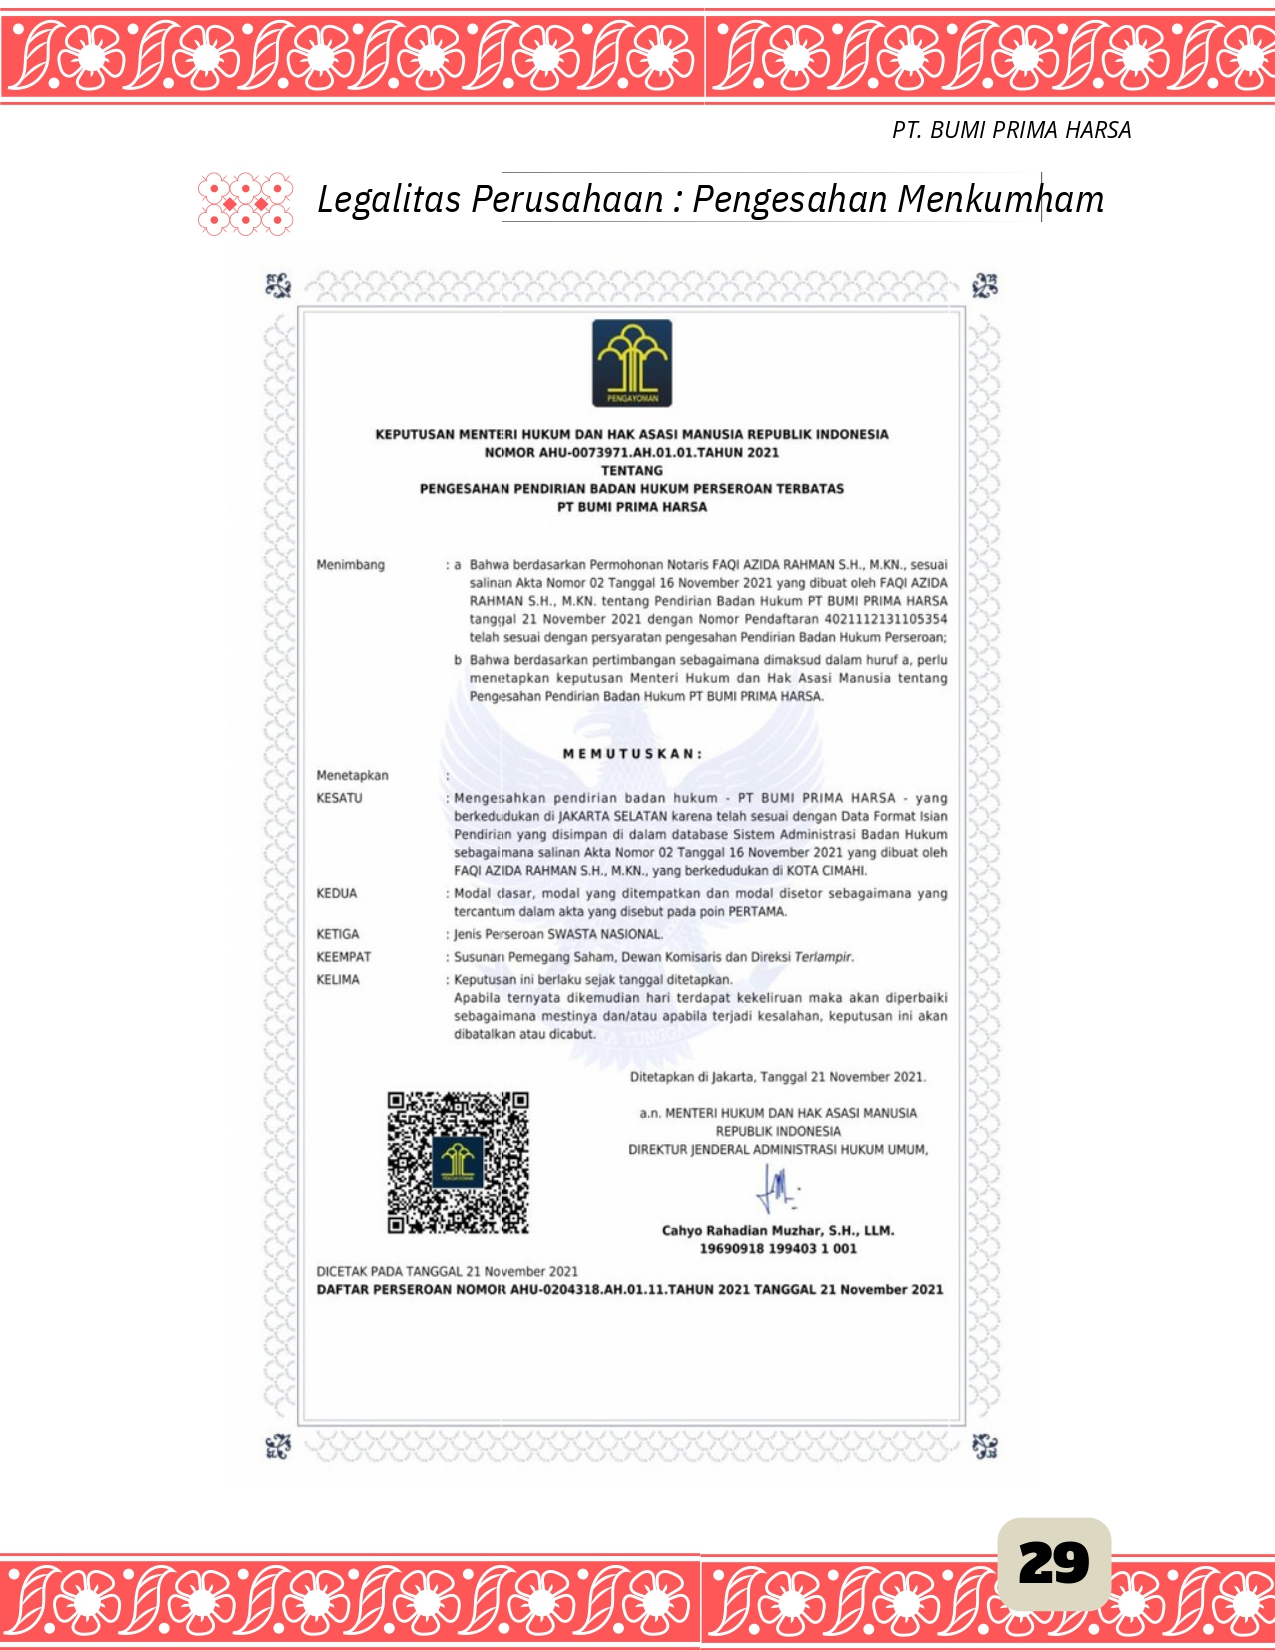 PT. BUMI PRIMA HARSA
Legalitas Perusahaan : Pengesahan Menkumham
PENGAYOMAN
KEPUTUSAN MENTERI HUKUM DAN HAK ASASI MANUSIA REPUBLIK INDONESIA
NOMOR AHU-0073971.AH.01.01.TAHUN 2021
TENTANG
PENGESAHAN PENDIRIAN BADAN HUKUM PERSEROAN TERBATAS
PT BUMI PRIMA HARSA
Menimbang : a Bahwa berdasarkan Permohonan Notaris FAQI AZIDA RAHMAN S.H., M.KN., sesuai
salinan Akta Nomor 02 Tanggal 16 November 2021 yang dibuat oleh FAQI AZIDA
RAHMAN S.H., M.KN. tentang Pendirian Badan Hukum PT BUMI PRIMA HARSA
tanggal 21 November 2021 dengan Nomor Pendaftaran 4021112131105354
telah sesuai dengan persyaratan pengesahan Pendirian Badan Hukum Perseroan;
b Bahwa berdasarkan pertimbangan sebagaimana dimaksud dalam huruf a, perlu
menetapkan keputusan Menteri Hukum dan Hak Asasi Manusia tentang
Pengesahan Pendirian Badan Hukum PT BUMI PRIMA HARSA.
MEMUTUSKAN:
Menetapkan :
KESATU : Mengesahkan pendirian badan hukum - PT BUMI PRIMA HARSA - yang
berkedudukan di JAKARTA SELATAN karena telah sesuai dengan Data Format Isian
Pendirian yang disimpan di dalam database Sistem Administrasi Badan Hukum
sebagaimana salinan Akta Nomor 02 Tanggal 16 November 2021 yang dibuat oleh
FAQI AZIDA RAHMAN S.H., M.KN., yang berkedudukan di KOTA CIMAHI.
KEDUA : Modal dasar, modal yang ditempatkan dan modal disetor sebagaimana yang
tercantum dalam akta yang disebut pada poin PERTAMA.
KETIGA : Jenis Perseroan SWASTA NASIONAL.
KEEMPAT : Susunan Pemegang Saham, Dewan Komisaris dan Direksi Terlampir.
KELIMA : Keputusan ini berlaku sejak tanggal ditetapkan.
Apabila ternyata dikemudian hari terdapat kekeliruan maka akan diperbaiki
sebagaimana mestinya dan/atau apabila terjadi kesalahan, keputusan ini akan
dibatalkan atau dicabut.
Ditetapkan di Jakarta, Tanggal 21 November 2021.
a.n. MENTERI HUKUM DAN HAK ASASI MANUSIA
REPUBLIK INDONESIA
DIREKTUR JENDERAL ADMINISTRASI HUKUM UMUM,
Cahyo Rahadian Muzhar, S.H., LLM.
19690918 199403 1 001
DICETAK PADA TANGGAL 21 November 2021
DAFTAR PERSEROAN NOMOR AHU-0204318.AH.01.11.TAHUN 2021 TANGGAL 21 November 2021
29